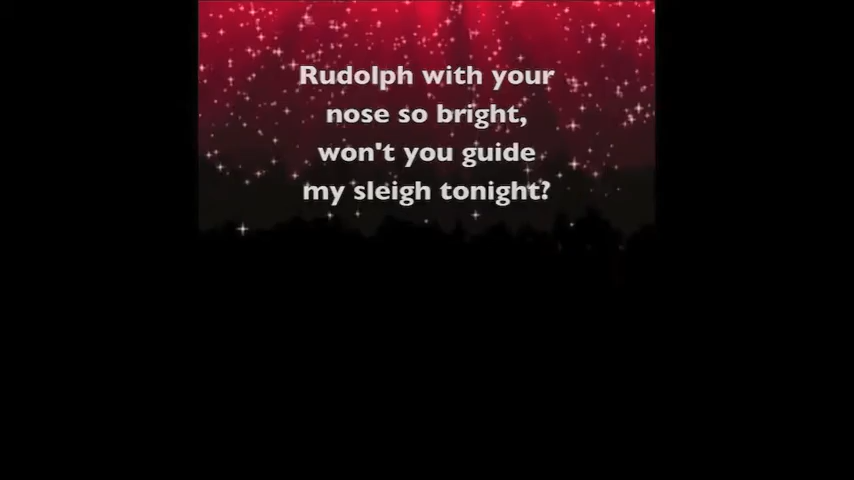 Rudolph with your
nose so bright,
won't you guide
my sleigh tonight?